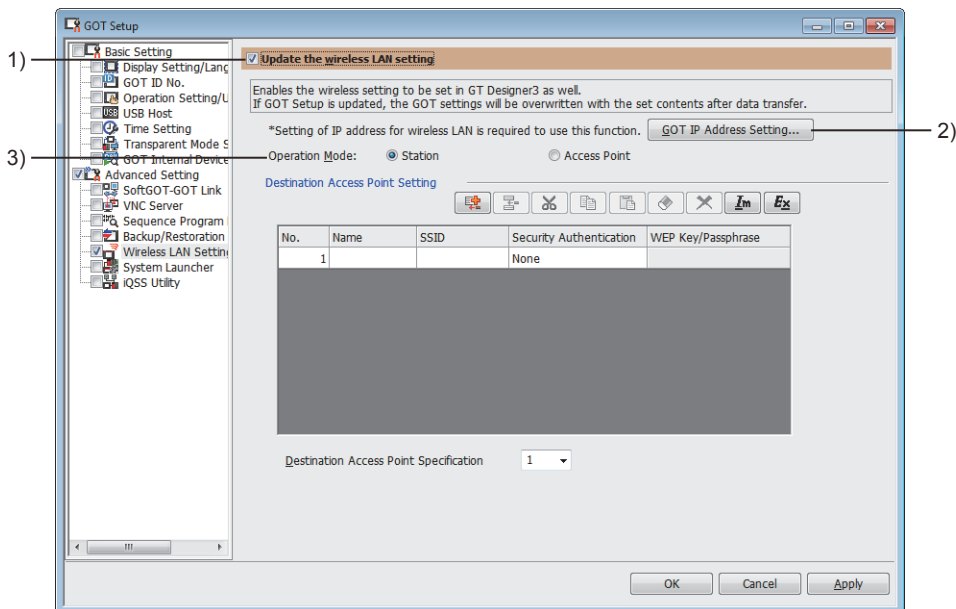 GOT Setup
1)
2)
3)
Basic Setting
Display Setting/Lang
GOT ID No.
Operation Setting/U
USB Host
Time Setting
Transparent Mode S
GOT Internal Device
Advanced Setting
SoftGOT-GOT Link
VNC Server
Sequence Program
Backup/Restoration
Wireless LAN Setting
System Launcher
iQSS Utility
Update the wireless LAN setting
Enables the wireless setting to be set in GT Designer3 as well.
If GOT Setup is updated, the GOT settings will be overwritten with the set contents after data transfer.
*Setting of IP address for wireless LAN is required to use this function. GOT IP Address Setting...
Operation Mode: Station Access Point
Destination Access Point Setting
Im Ex
No. Name SSID Security Authentication WEP Key/Passphrase
1 None
Destination Access Point Specification 1
OK Cancel Apply